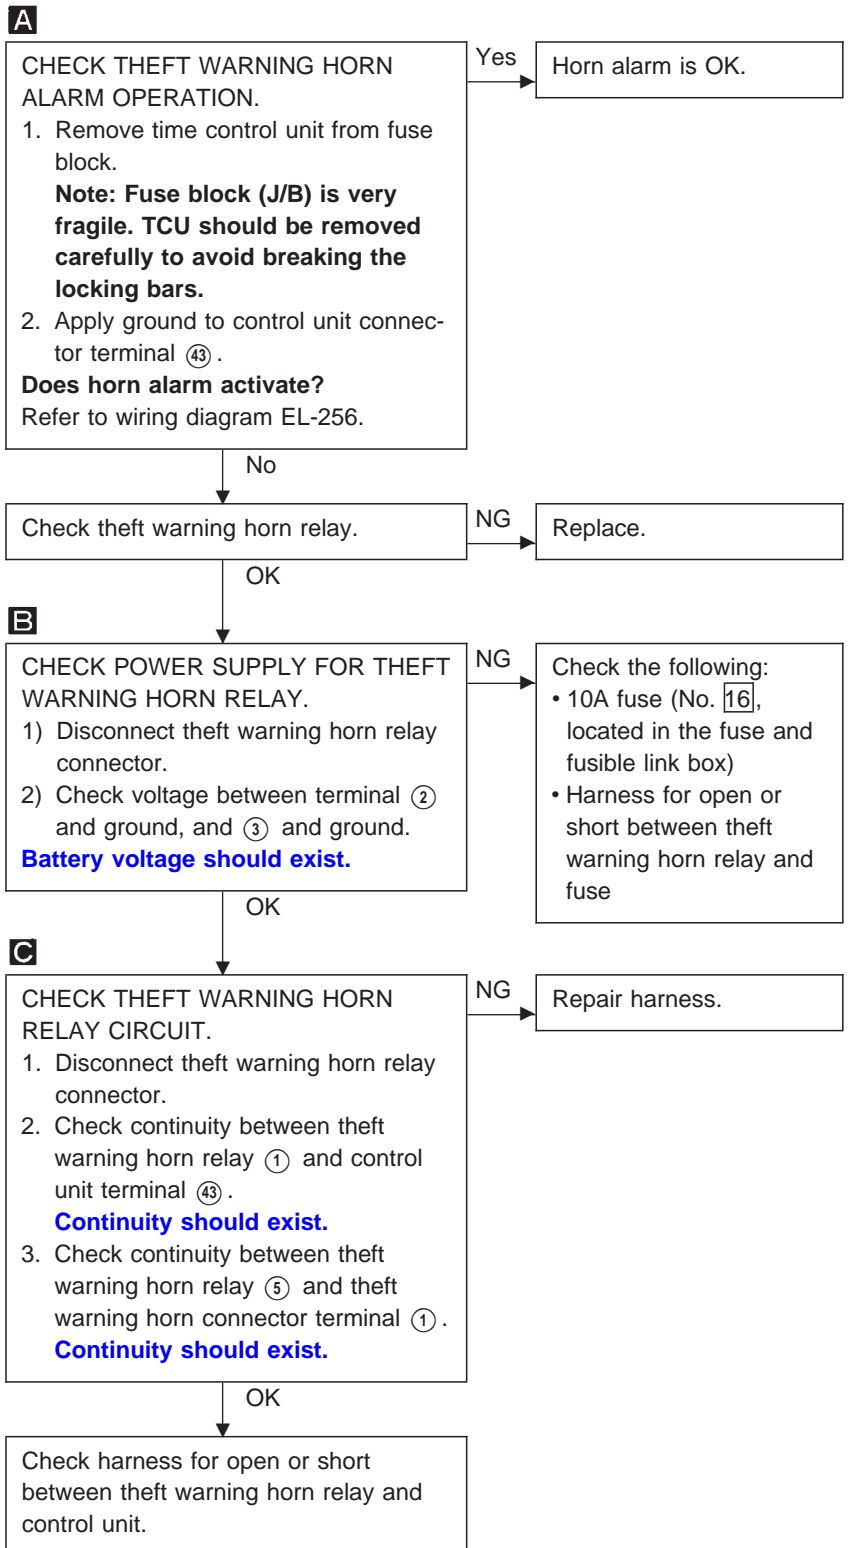 A
CHECK THEFT WARNING HORN
ALARM OPERATION.
1. Remove time control unit from fuse
block.
Note: Fuse block (J/B) is very
fragile. TCU should be removed
carefully to avoid breaking the
locking bars.
2. Apply ground to control unit connec-
tor terminal ㊸.
Does horn alarm activate?
Refer to wiring diagram EL-256.
Yes
Horn alarm is OK.
No
Check theft warning horn relay.
NG
Replace.
OK
B
CHECK POWER SUPPLY FOR THEFT
WARNING HORN RELAY.
1) Disconnect theft warning horn relay
connector.
2) Check voltage between terminal ②
and ground, and ③ and ground.
Battery voltage should exist.
NG
Check the following:
• 10A fuse (No. 16,
located in the fuse and
fusible link box)
• Harness for open or
short between theft
warning horn relay and
fuse
OK
C
CHECK THEFT WARNING HORN
RELAY CIRCUIT.
1. Disconnect theft warning horn relay
connector.
2. Check continuity between theft
warning horn relay ① and control
unit terminal ㊸.
Continuity should exist.
3. Check continuity between theft
warning horn relay ⑤ and theft
warning horn connector terminal ①.
Continuity should exist.
NG
Repair harness.
OK
Check harness for open or short
between theft warning horn relay and
control unit.